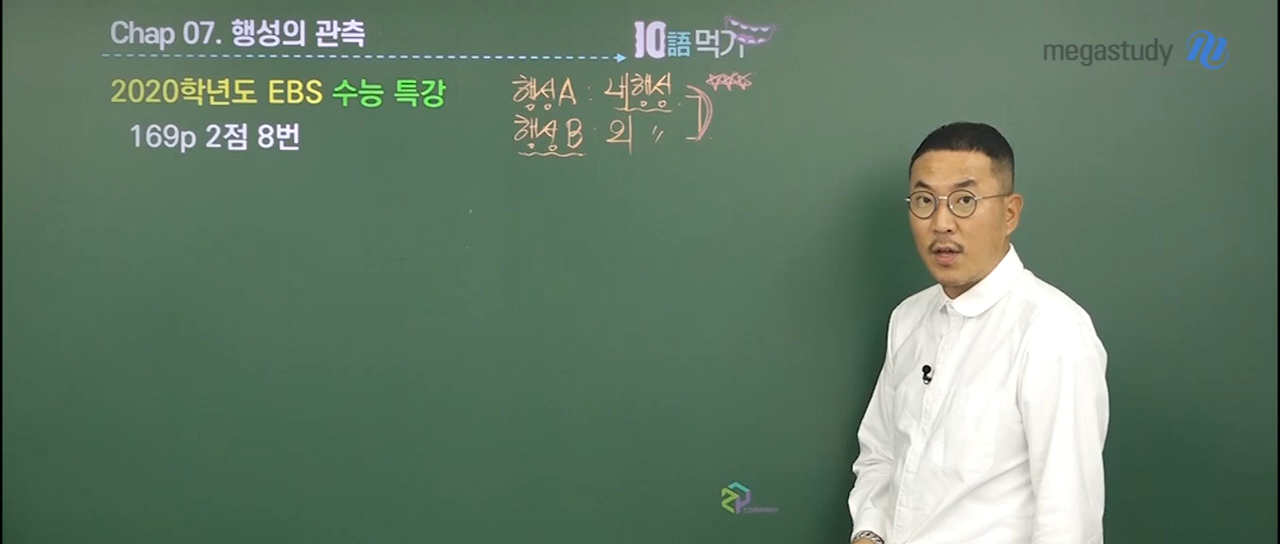 Chap 07. 행성의 관측
10語먹기
megastudy
2020학년도 EBS 수능 특강
169p 2점 8번
행성A : 내행성
행성B : 외 〃